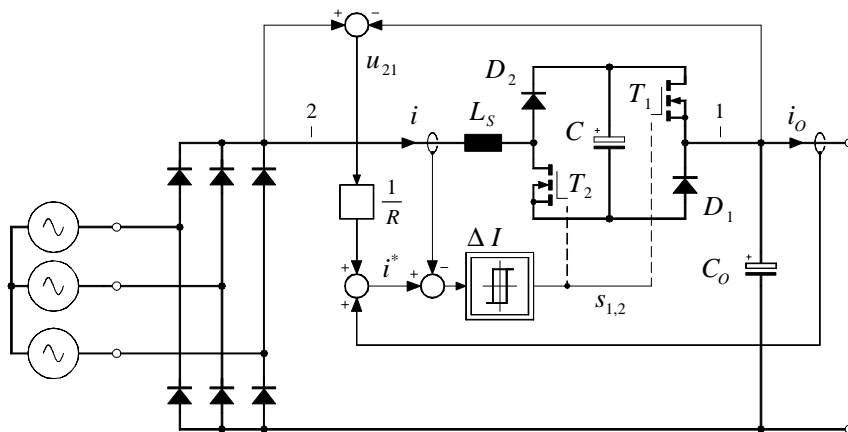 + −
u21
D2
T1
2
i
LS
C
+
1
iO
T2
D1
1/R
ΔI
CO
+
+
i*
+
−
+
s1,2